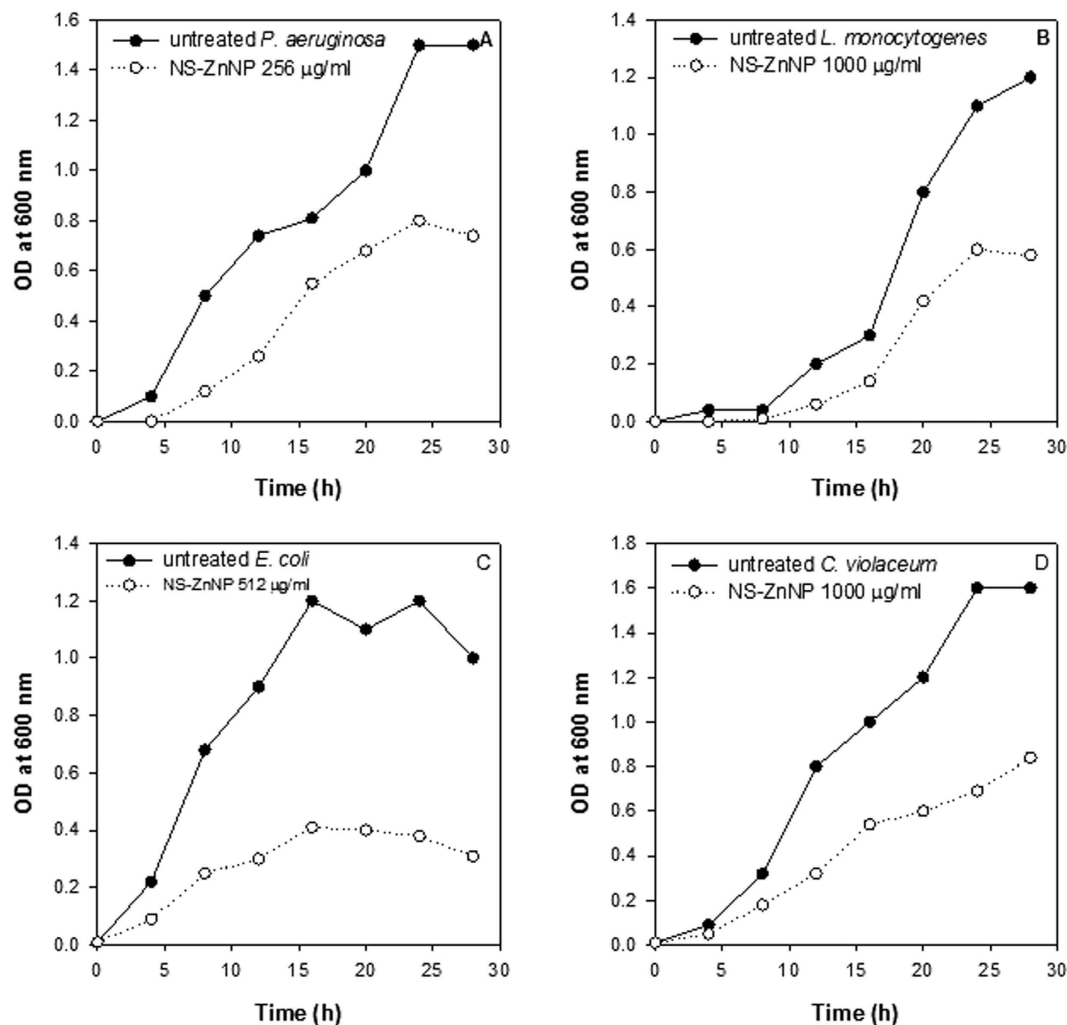 A
untreated P. aeruginosa
NS-ZnNP 256 µg/ml
1.6
1.4
1.2
1.0
0.8
0.6
0.4
0.2
0.0
OD at 600 nm
0 5 10 15 20 25 30
Time (h)
B
untreated L. monocytogenes
NS-ZnNP 1000 µg/ml
1.4
1.2
1.0
0.8
0.6
0.4
0.2
0.0
OD at 600 nm
0 5 10 15 20 25 30
Time (h)
C
untreated E. coli
NS-ZnNP 512 µg/ml
1.4
1.2
1.0
0.8
0.6
0.4
0.2
0.0
OD at 600 nm
0 5 10 15 20 25 30
Time (h)
D
untreated C. violaceum
NS-ZnNP 1000 µg/ml
1.8
1.6
1.4
1.2
1.0
0.8
0.6
0.4
0.2
0.0
OD at 600 nm
0 5 10 15 20 25 30
Time (h)